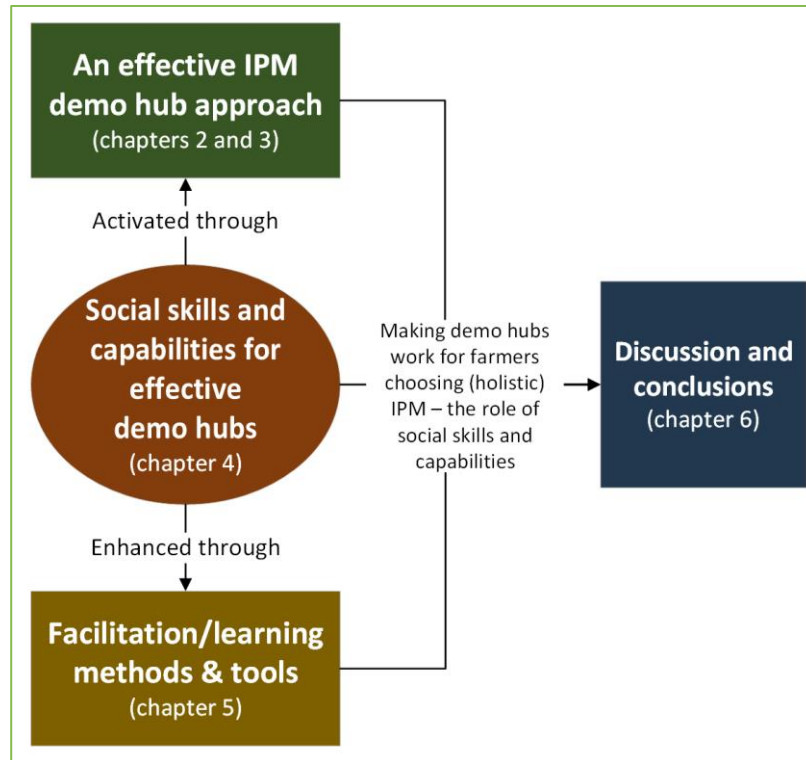 An effective IPM
demo hub approach
(chapters 2 and 3)
Activated through
Social skills and
capabilities for
effective
demo hubs
(chapter 4)
Enhanced through
Facilitation/learning
methods & tools
(chapter 5)
Making demo hubs
work for farmers
choosing (holistic)
IPM – the role of
social skills and
capabilities
Discussion and
conclusions
(chapter 6)